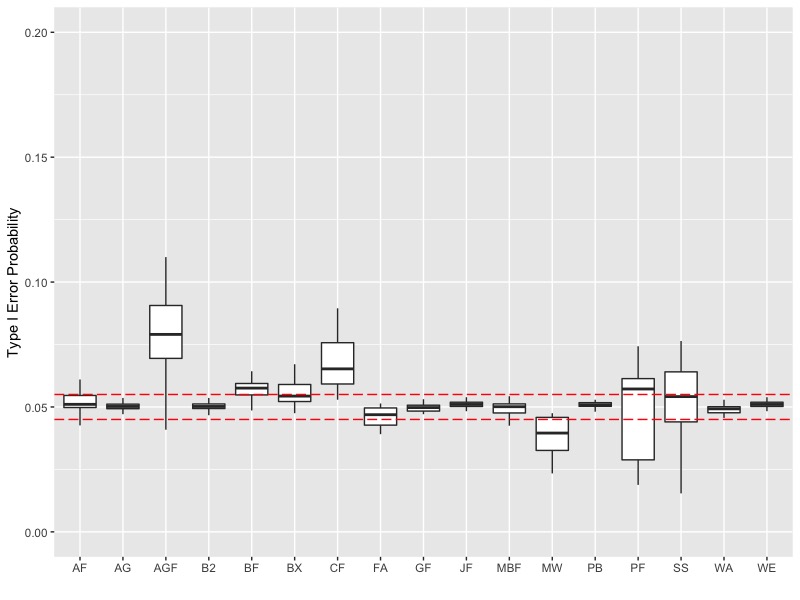 Type I Error Probability
0.20
0.15
0.10
0.05
0.00
AF AG AGF B2 BF BX CF FA GF JF MBF MW PB PF SS WA WE